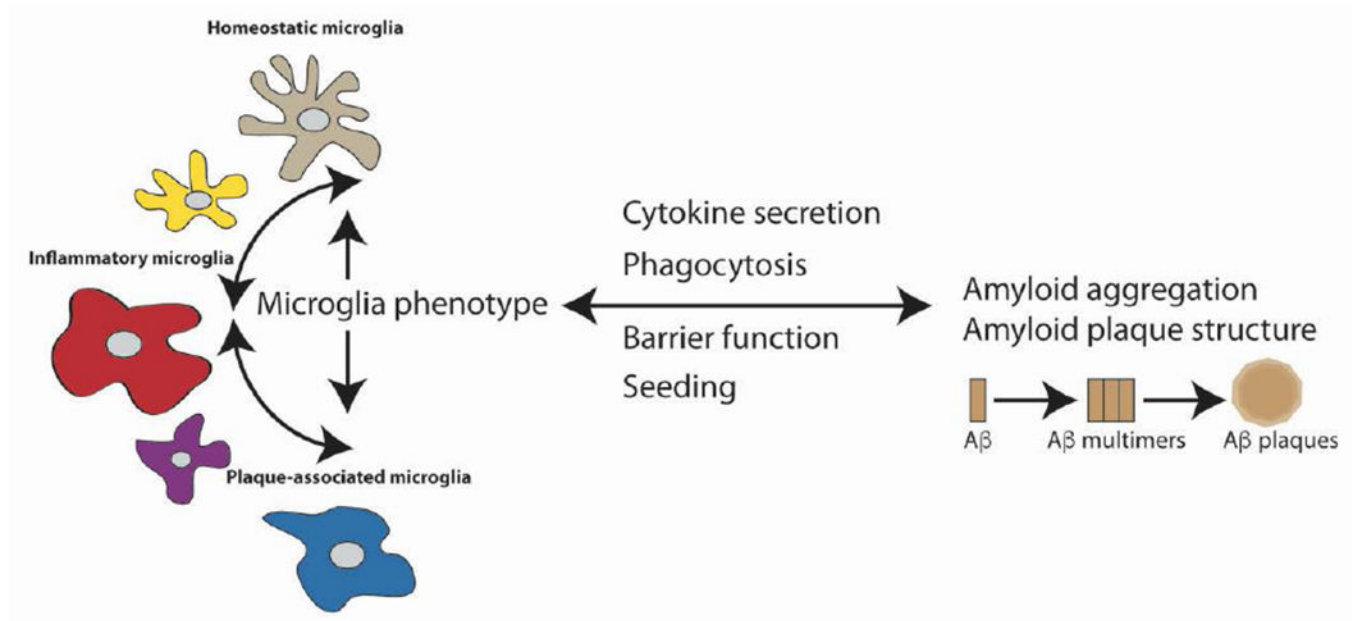 Homeostatic microglia
Inflammatory microglia
Microglia phenotype
Plaque-associated microglia
Cytokine secretion
Phagocytosis
Barrier function
Seeding
Amyloid aggregation
Amyloid plaque structure
Aβ
Aβ multimers
Aβ plaques